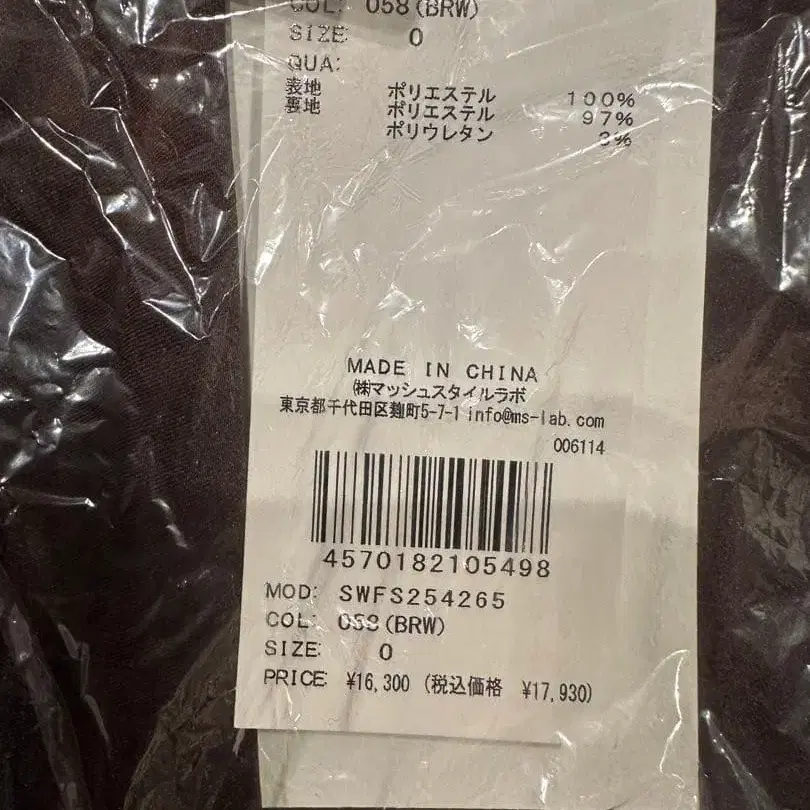 COL: 058(BRW)
SIZE: 0
QUA:
表地 ポリエステル 100%
裏地 ポリエステル 97%
ポリウレタン 3%
MADE IN CHINA
㈱マッシュスタイルラボ
東京都千代田区麹町5-7-1 info@ms-lab.com
006114
4570182105498
MOD: SWFS254265
COL: 058(BRW)
SIZE: 0
PRICE: ¥16,300 (税込価格 ¥17,930)